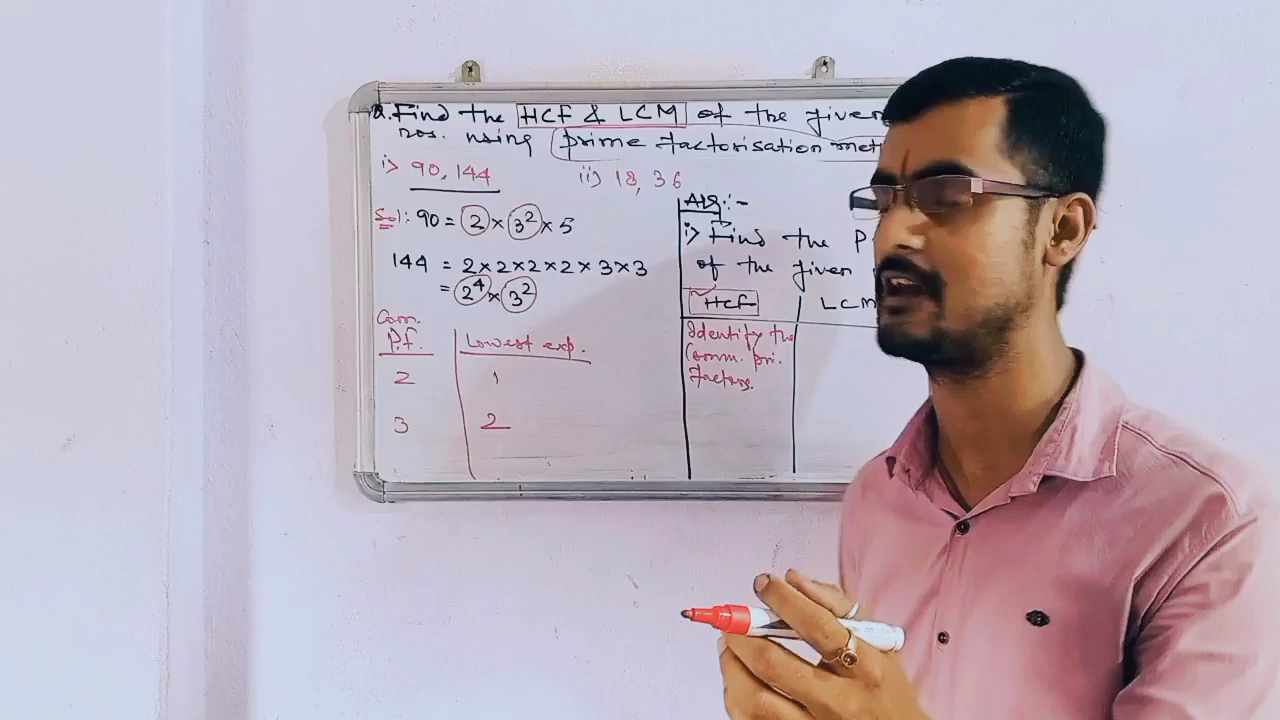 Q. Find the HCF & LCM of the given
nos. using prime factorisation met
i) 90, 144
ii) 18, 36
Sol: 90 = 2 × 3² × 5
144 = 2×2×2×2×3×3
= 2⁴ × 3²
Com.
P.f.
Lowest exp.
2
1
3
2
i) Find the P
of the given
HCF
LCM
Identify the
Comm. pri.
factors.